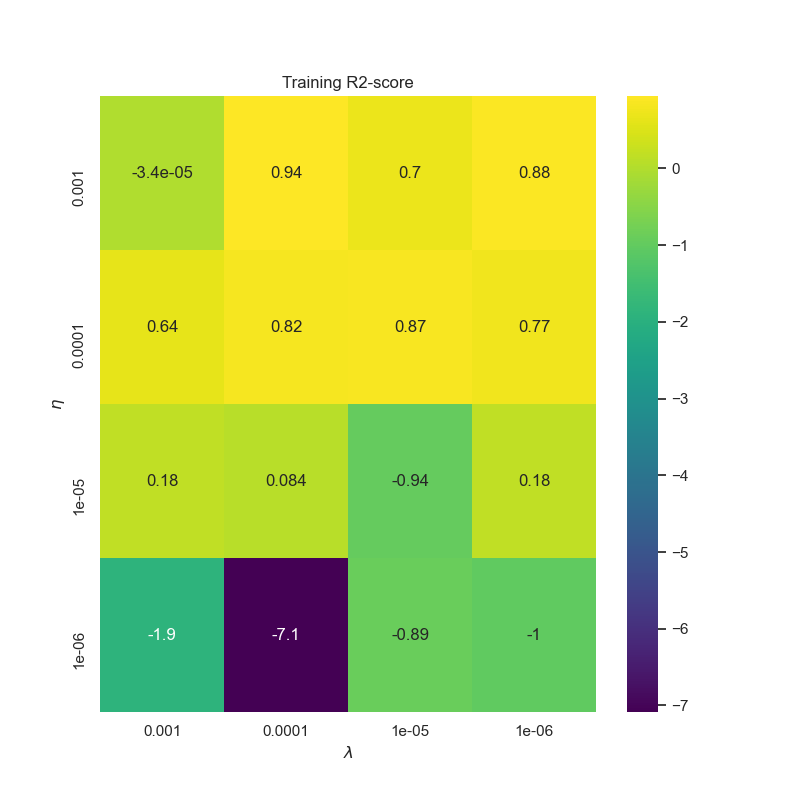 Training R2-score
0.001 -3.4e-05 0.94 0.7 0.88
0.0001 0.64 0.82 0.87 0.77
1e-05 0.18 0.084 -0.94 0.18
1e-06 -1.9 -7.1 -0.89 -1
η
0.001 0.0001 1e-05 1e-06
λ
0
−1
−2
−3
−4
−5
−6
−7